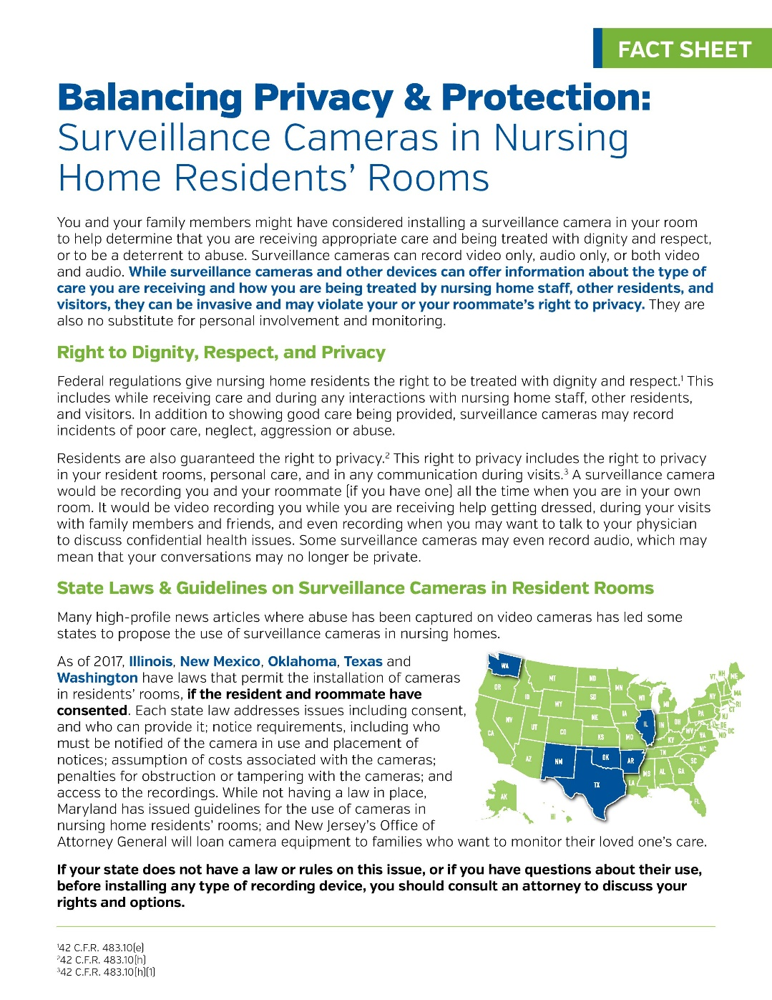 FACT SHEET
Balancing Privacy & Protection:
Surveillance Cameras in Nursing
Home Residents’ Rooms
You and your family members might have considered installing a surveillance camera in your room
to help determine that you are receiving appropriate care and being treated with dignity and respect,
or to be a deterrent to abuse. Surveillance cameras can record video only, audio only, or both video
and audio. While surveillance cameras and other devices can offer information about the type of
care you are receiving and how you are being treated by nursing home staff, other residents, and
visitors, they can be invasive and may violate your or your roommate’s right to privacy. They are
also no substitute for personal involvement and monitoring.
Right to Dignity, Respect, and Privacy
Federal regulations give nursing home residents the right to be treated with dignity and respect.¹ This
includes while receiving care and during any interactions with nursing home staff, other residents,
and visitors. In addition to showing good care being provided, surveillance cameras may record
incidents of poor care, neglect, aggression or abuse.
Residents are also guaranteed the right to privacy.² This right to privacy includes the right to privacy
in your resident rooms, personal care, and in any communication during visits.³ A surveillance camera
would be recording you and your roommate (if you have one) all the time when you are in your own
room. It would be video recording you while you are receiving help getting dressed, during your visits
with family members and friends, and even recording when you may want to talk to your physician
to discuss confidential health issues. Some surveillance cameras may even record audio, which may
mean that your conversations may no longer be private.
State Laws & Guidelines on Surveillance Cameras in Resident Rooms
Many high-profile news articles where abuse has been captured on video cameras has led some
states to propose the use of surveillance cameras in nursing homes.
As of 2017, Illinois, New Mexico, Oklahoma, Texas and
Washington have laws that permit the installation of cameras
in residents’ rooms, if the resident and roommate have
consented. Each state law addresses issues including consent,
and who can provide it; notice requirements, including who
must be notified of the camera in use and placement of
notices; assumption of costs associated with the cameras;
penalties for obstruction or tampering with the cameras; and
access to the recordings. While not having a law in place,
Maryland has issued guidelines for the use of cameras in
nursing home residents’ rooms; and New Jersey’s Office of
Attorney General will loan camera equipment to families who want to monitor their loved one’s care.
WA
MT
ND
MN
VT
NH
ME
OR
ID
SD
WI
MI
NY
MA
WY
RI
CT
NV
NE
IA
PA
NJ
UT
CO
IL
IN
OH
DE
CA
KS
MO
WV
VA
MD
DC
KY
NC
AZ
NM
OK
AR
TN
SC
TX
LA
MS
AL
GA
AK
HI
FL
If your state does not have a law or rules on this issue, or if you have questions about their use,
before installing any type of recording device, you should consult an attorney to discuss your
rights and options.
¹42 C.F.R. 483.10(e)
²42 C.F.R. 483.10(h)
³42 C.F.R. 483.10(h)(1)